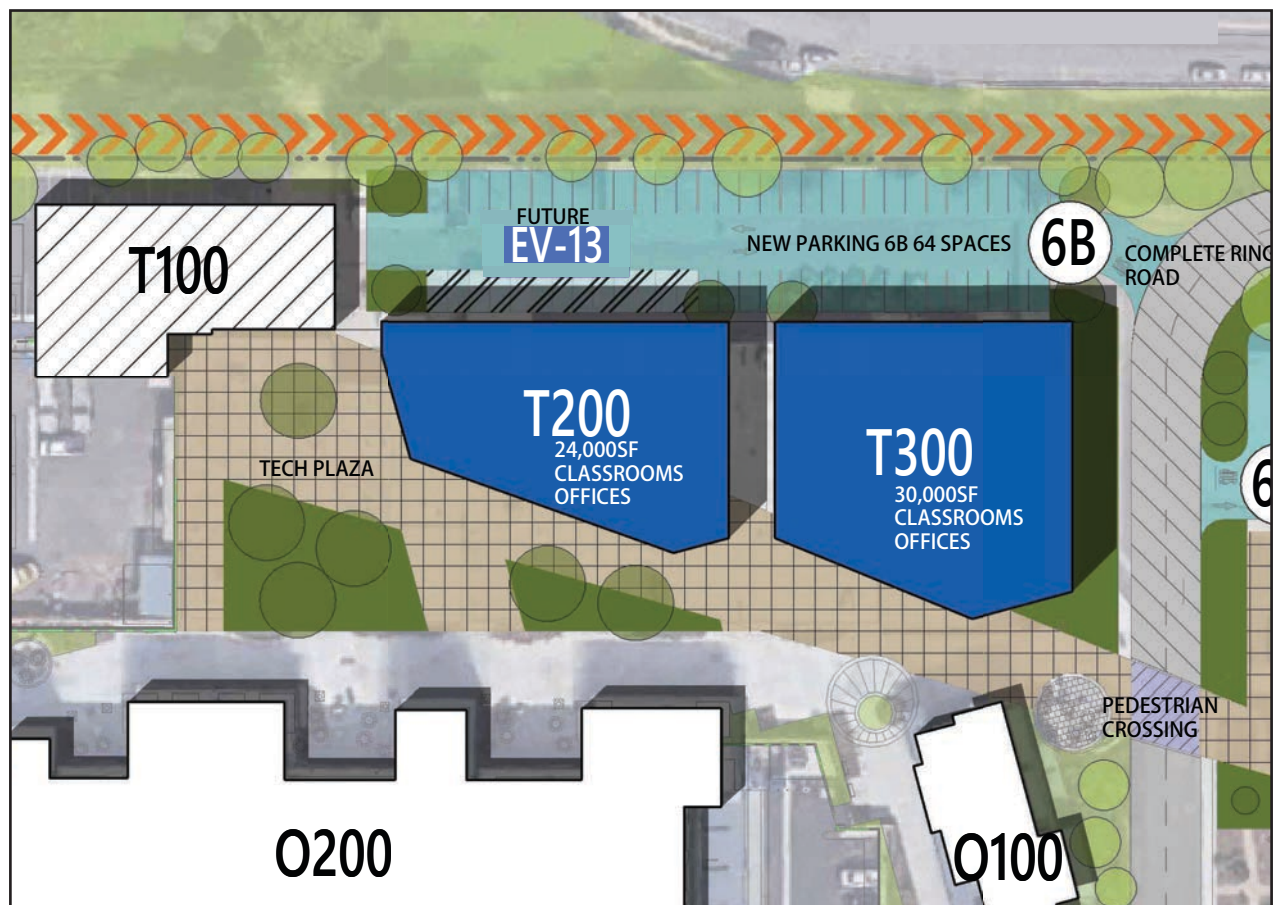 T100
FUTURE
EV-13
NEW PARKING 6B 64 SPACES
6B
COMPLETE RING
ROAD
T200
24,000SF
CLASSROOMS
OFFICES
T300
30,000SF
CLASSROOMS
OFFICES
TECH PLAZA
6
PEDESTRIAN
CROSSING
O200
O100